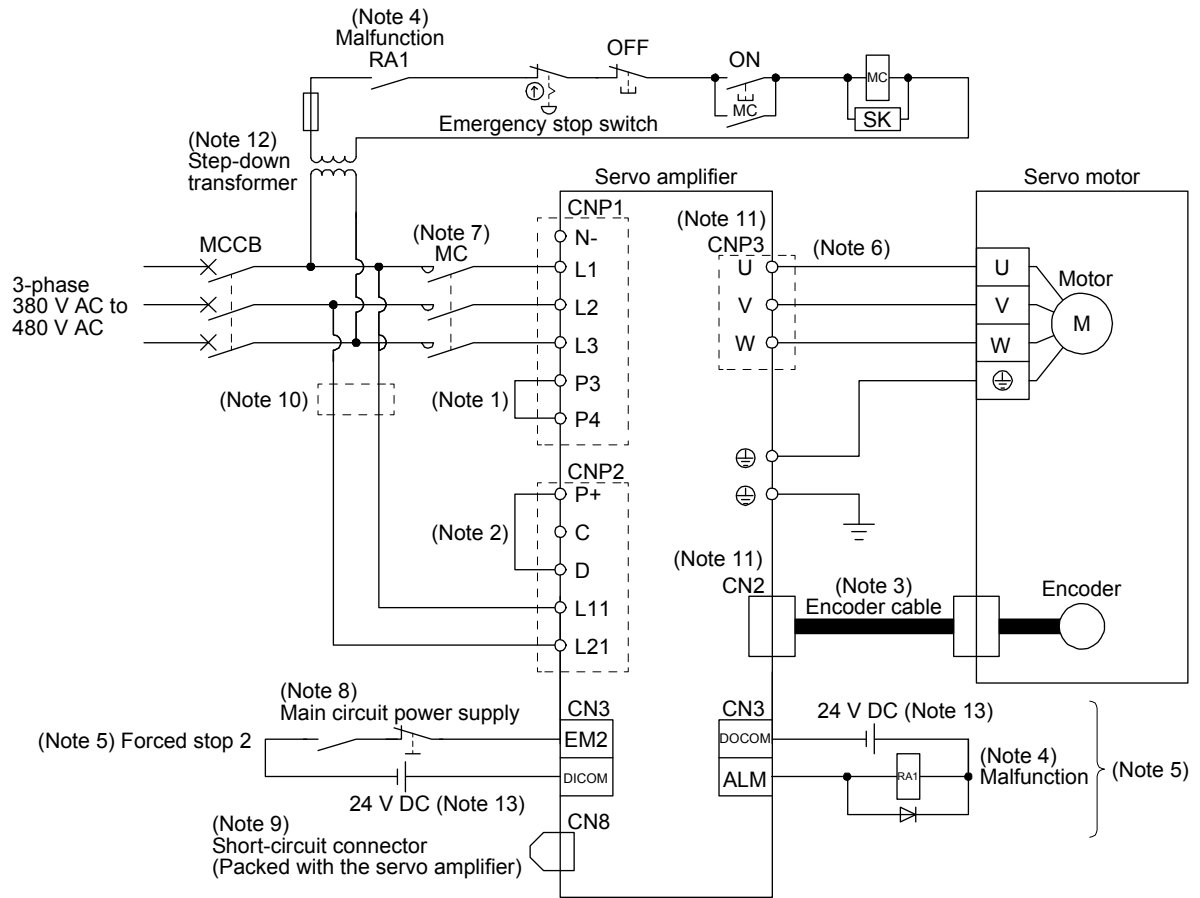 (Note 4)
Malfunction
RA1
OFF
ON
MC
MC
SK
Emergency stop switch
(Note 12)
Step-down
transformer
Servo amplifier
Servo motor
CNP1
(Note 11)
CNP3
(Note 6)
MCCB
(Note 7)
MC
N-
L1
L2
L3
P3
P4
U
V
W
U
V
W
Motor
M
3-phase
380 V AC to
480 V AC
(Note 10)
(Note 1)
CNP2
P+
C
D
L11
L21
(Note 2)
(Note 11)
CN2
(Note 3)
Encoder cable
Encoder
(Note 8)
Main circuit power supply
(Note 5) Forced stop 2
CN3
EM2
DICOM
24 V DC (Note 13)
CN3
DOCOM
ALM
24 V DC (Note 13)
RA1
(Note 4)
Malfunction
(Note 5)
(Note 9)
Short-circuit connector
(Packed with the servo amplifier)
CN8